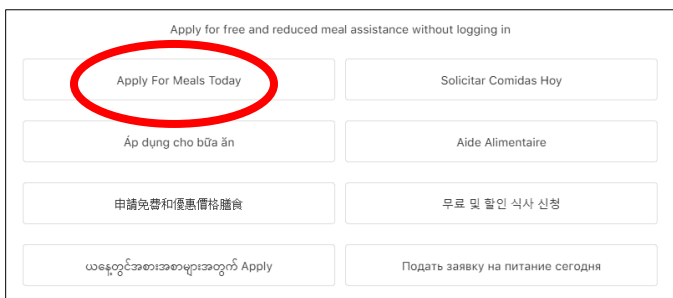 Apply for free and reduced meal assistance without logging in
Apply For Meals Today
Solicitar Comidas Hoy
Áp dụng cho bữa ăn
Aide Alimentaire
申請免費和優惠價格膳食
무료 및 할인 식사 신청
ယနေ့တွင်အစားအစာများအတွက် Apply
Подать заявку на питание сегодня